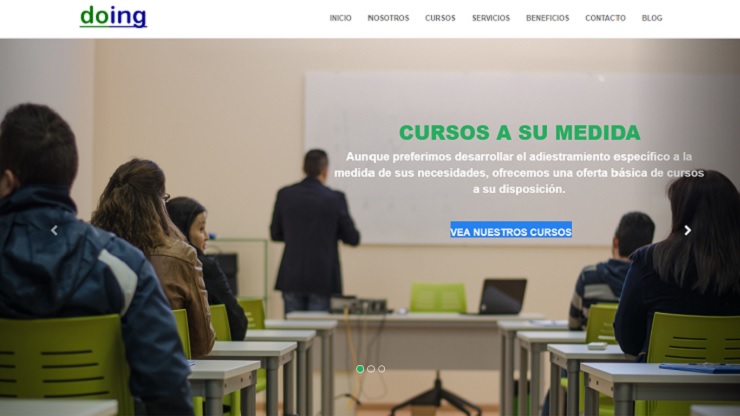 doing
INICIO NOSOTROS CURSOS SERVICIOS BENEFICIOS CONTACTO BLOG
CURSOS A SU MEDIDA
Aunque preferimos desarrollar el adiestramiento específico a la
medida de sus necesidades, ofrecemos una oferta básica de cursos
a su disposición.
VEA NUESTROS CURSOS